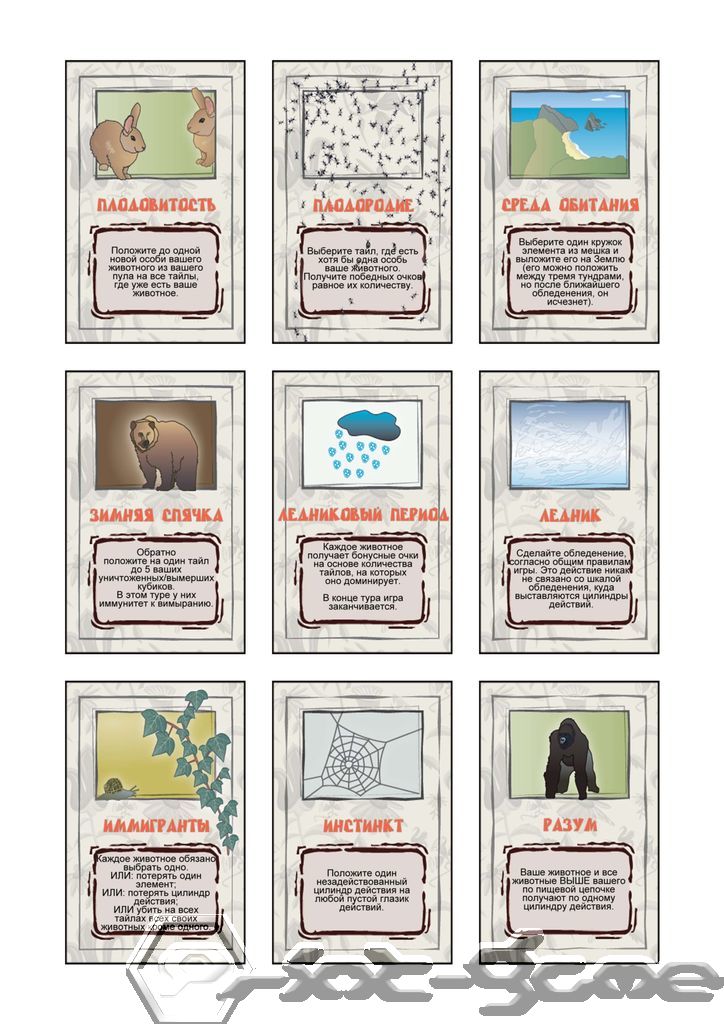 ПЛОДОВИТОСТЬ
Положите до одной
новой особи вашего
животного из вашего
пула на все тайлы,
где уже есть ваше
животное.
ПЛОДОРОДИЕ
Выберите тайл, где есть
хотя бы одна особь
ваше животного.
Получите победных очков
равное их количеству.
СРЕДА ОБИТАНИЯ
Выберите один кружок
элемента из мешка и
выложите его на Землю
(его можно положить
между тремя тундрами,
но после ближайшего
обледенения, он
исчезнет).
ЗИМНЯЯ СПЯЧКА
Обратно
положите на один тайл
до 5 ваших
уничтоженных/вымерших
кубиков.
В этом туре у них
иммунитет к вымиранию.
ЛЕДНИКОВЫЙ ПЕРИОД
Каждое животное
получает бонусные очки
на основе количества
тайлов, на которых
оно доминирует.
В конце тура игра
заканчивается.
ЛЕДНИК
Сделайте обледенение,
согласно общим правилам
игры. Это действие никак
не связано со шкалой
обледенения, куда
выставляются цилиндры
действий.
ИММИГРАНТЫ
Каждое животное обязано
выбрать одно.
ИЛИ: потерять один
элемент;
ИЛИ: потерять цилиндр
действия;
ИЛИ убить на всех
тайлах всех своих
животных кроме одного.
ИНСТИНКТ
Положите один
незадействованный
цилиндр действия на
любой пустой глазик
действий.
РАЗУМ
Ваше животное и все
животные ВЫШЕ вашего
по пищевой цепочке
получают по одному
цилиндру действия.